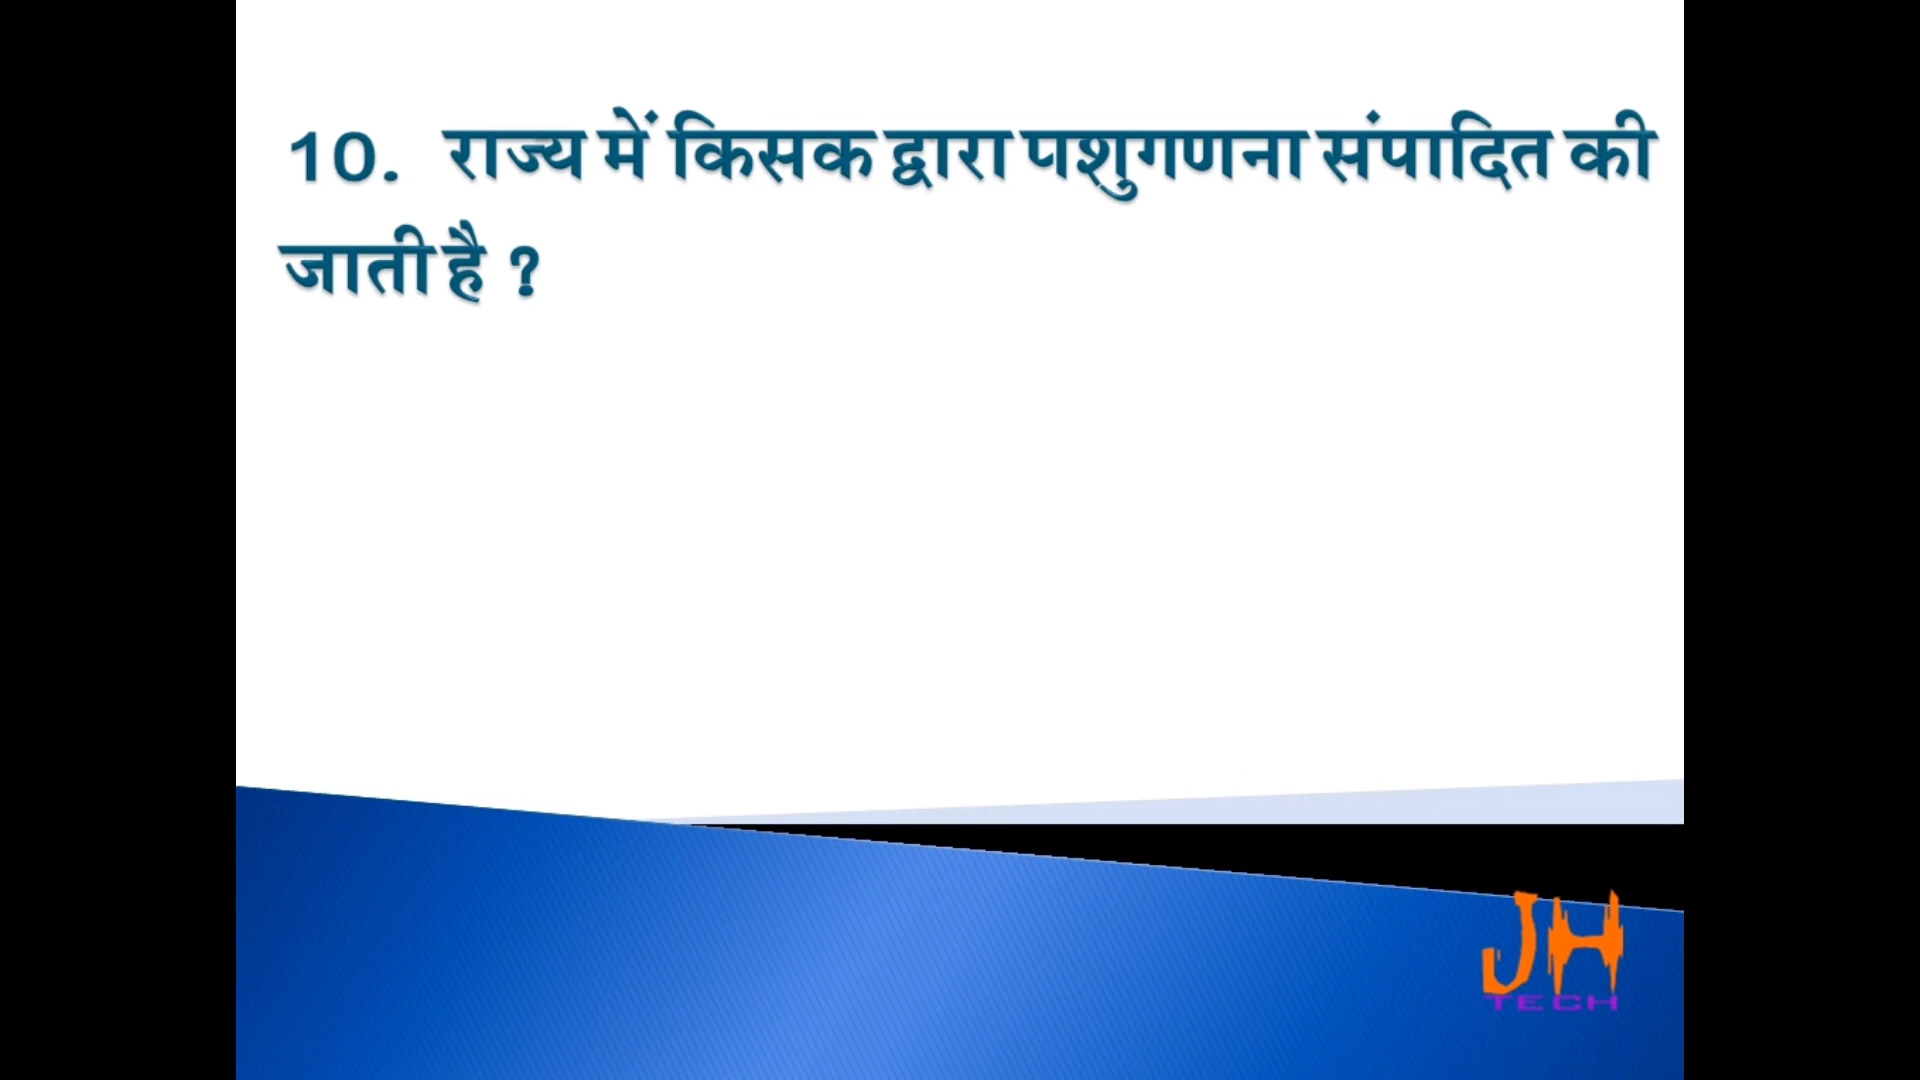 10. राज्य में किसक द्वारा पशुगणना संपादित की
जाती है ?
JH
TECH